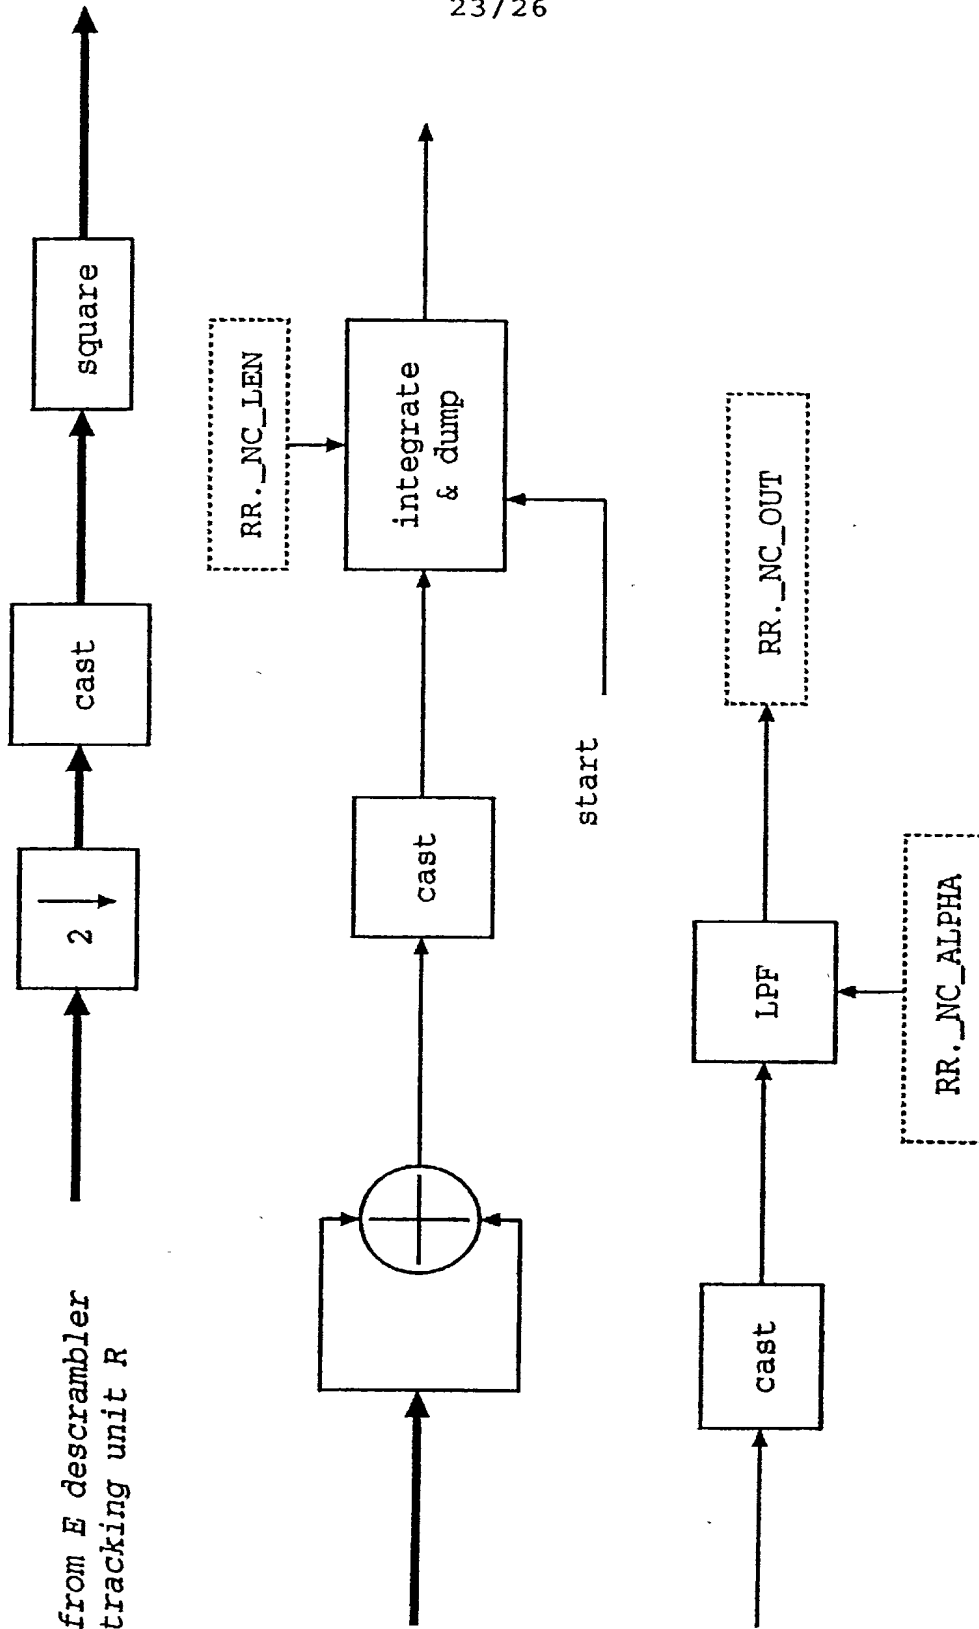 23/26
from E descrambler
tracking unit R
2
cast
square
cast
RR._NC_LEN
integrate
& dump
start
cast
LPF
RR._NC_OUT
RR._NC_ALPHA